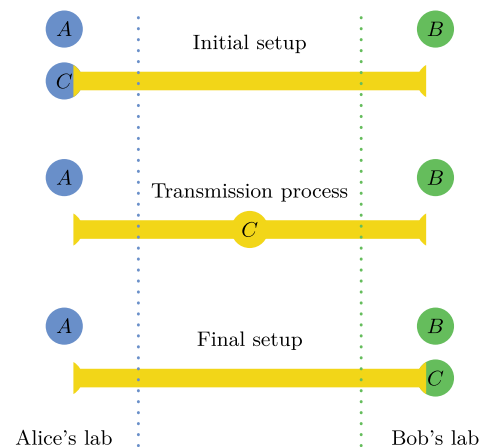 A
B
Initial setup
C
A
B
Transmission process
C
A
B
Final setup
C
Alice's lab
Bob's lab